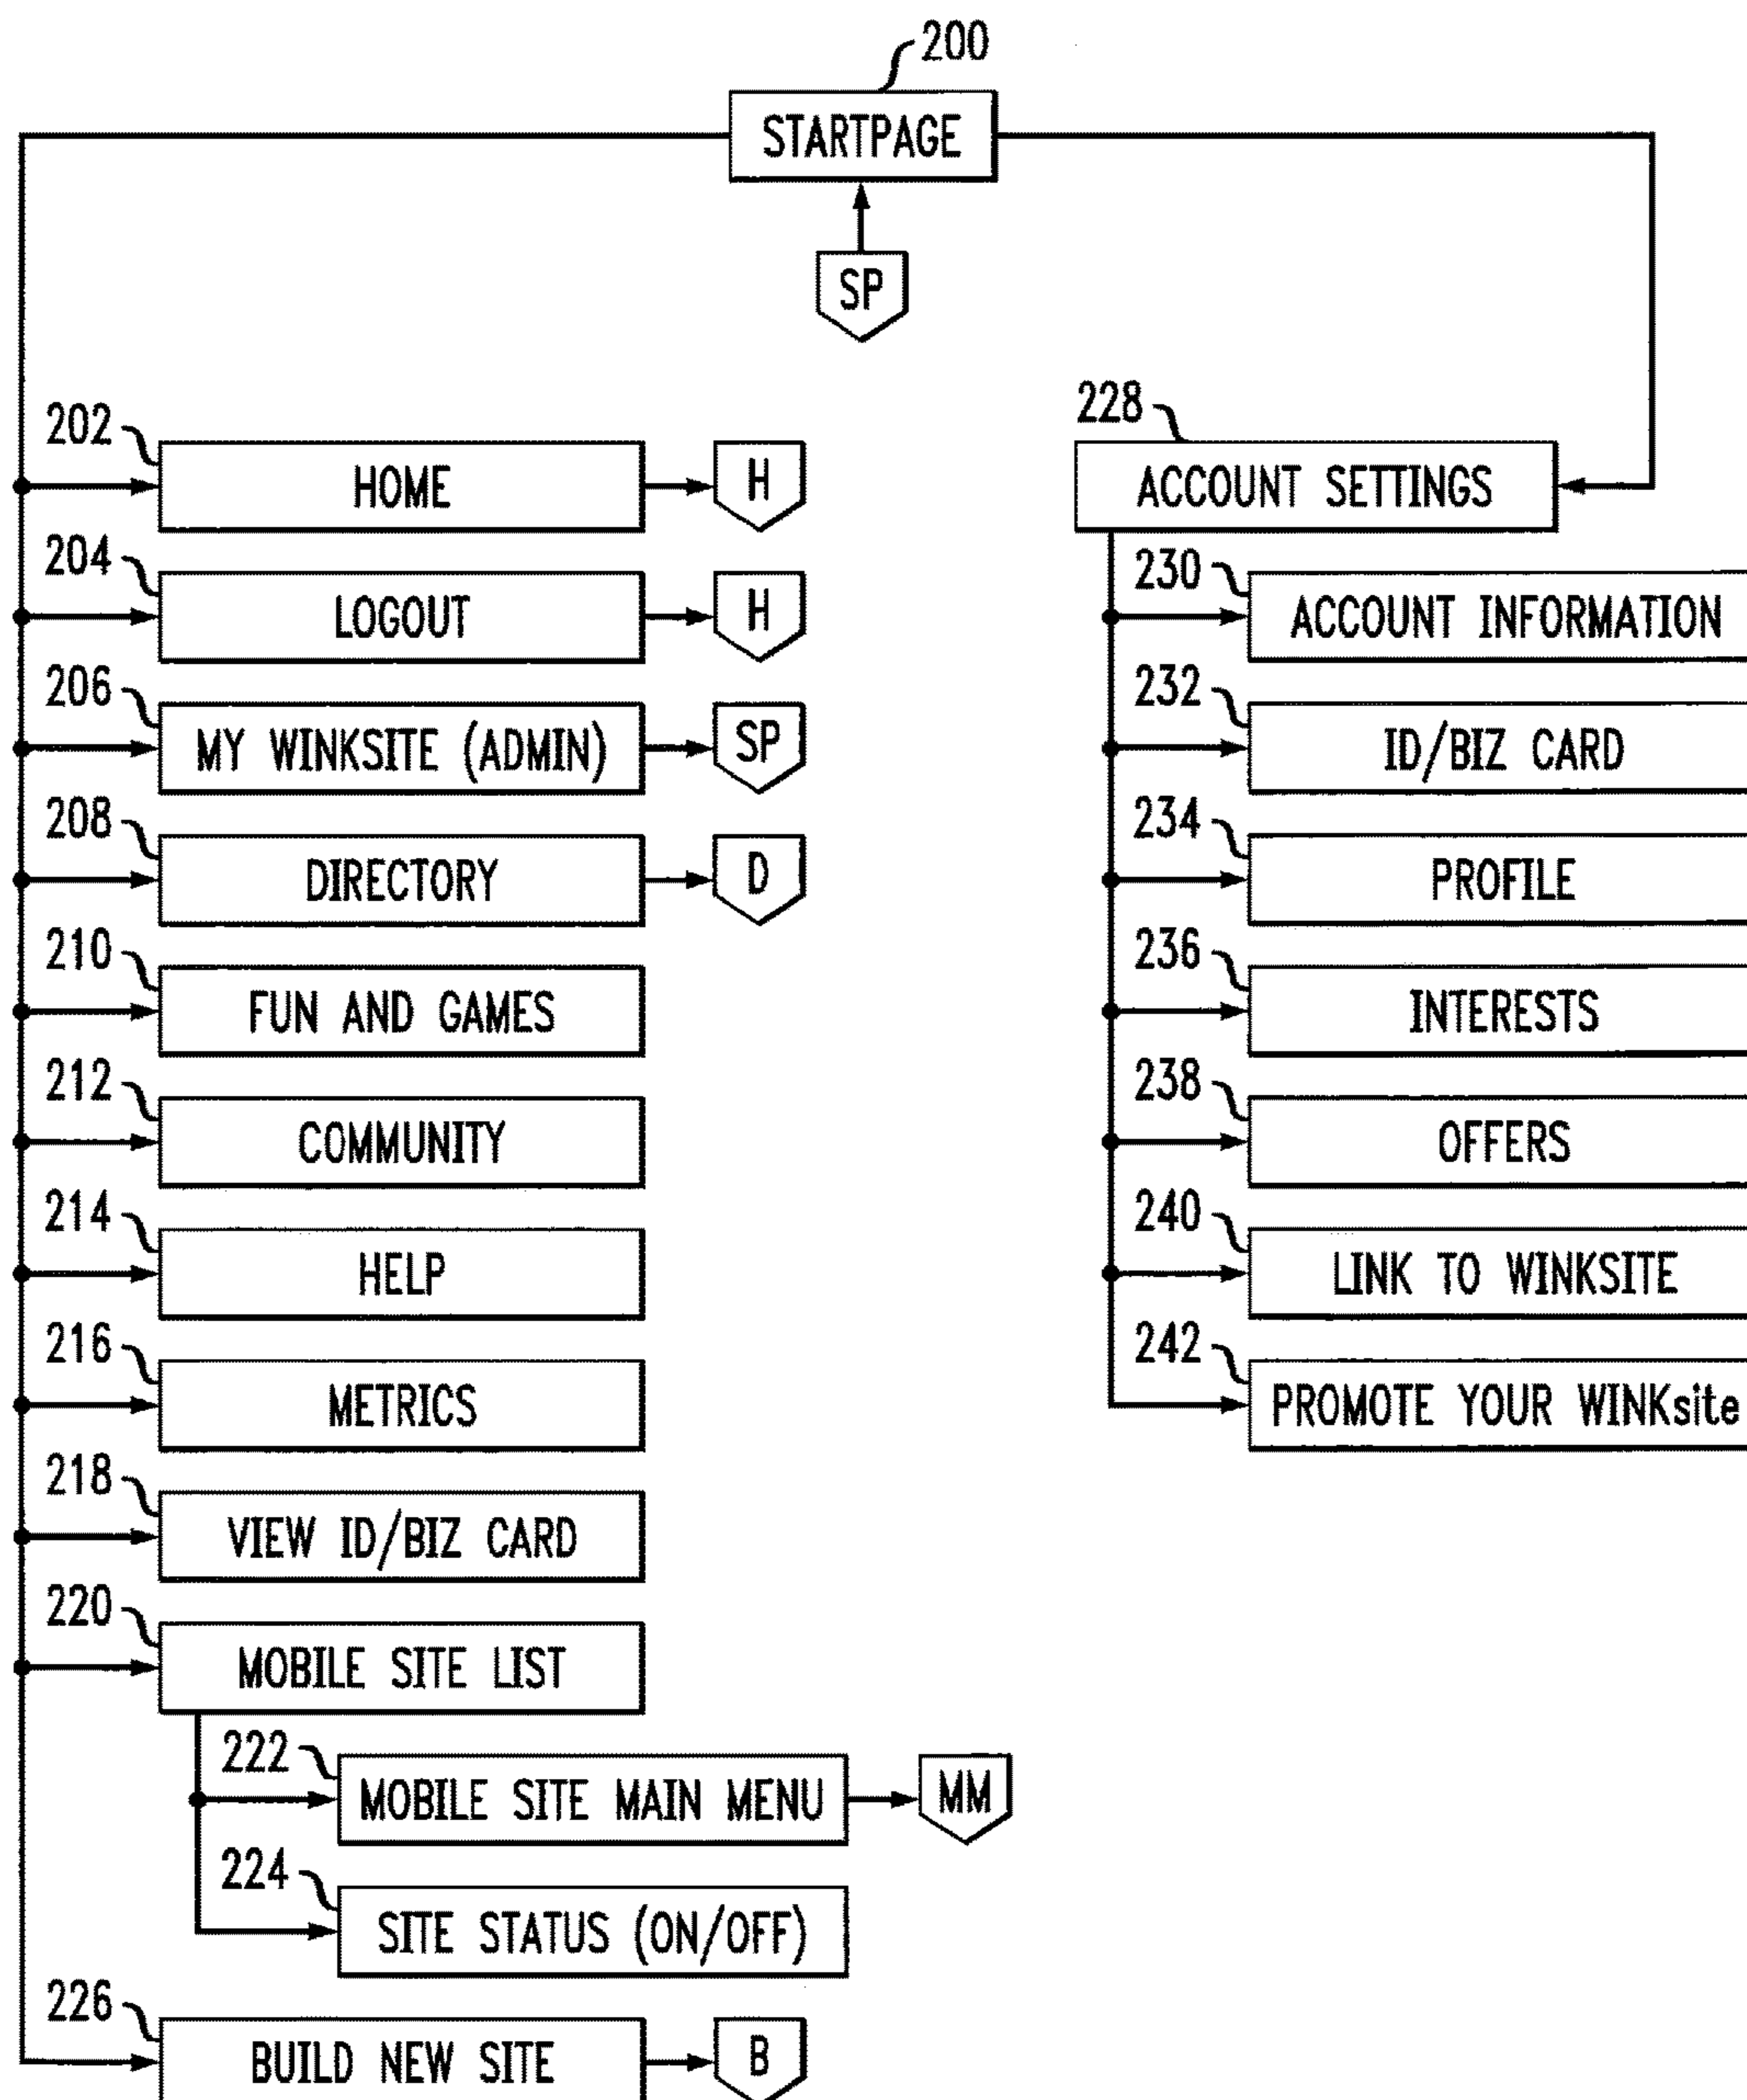 200
STARTPAGE
SP
202
HOME
H
204
LOGOUT
H
206
MY WINKSITE (ADMIN)
SP
208
DIRECTORY
D
210
FUN AND GAMES
212
COMMUNITY
214
HELP
216
METRICS
218
VIEW ID/BIZ CARD
220
MOBILE SITE LIST
222
MOBILE SITE MAIN MENU
MM
224
SITE STATUS (ON/OFF)
226
BUILD NEW SITE
B
228
ACCOUNT SETTINGS
230
ACCOUNT INFORMATION
232
ID/BIZ CARD
234
PROFILE
236
INTERESTS
238
OFFERS
240
LINK TO WINKSITE
242
PROMOTE YOUR WINKsite